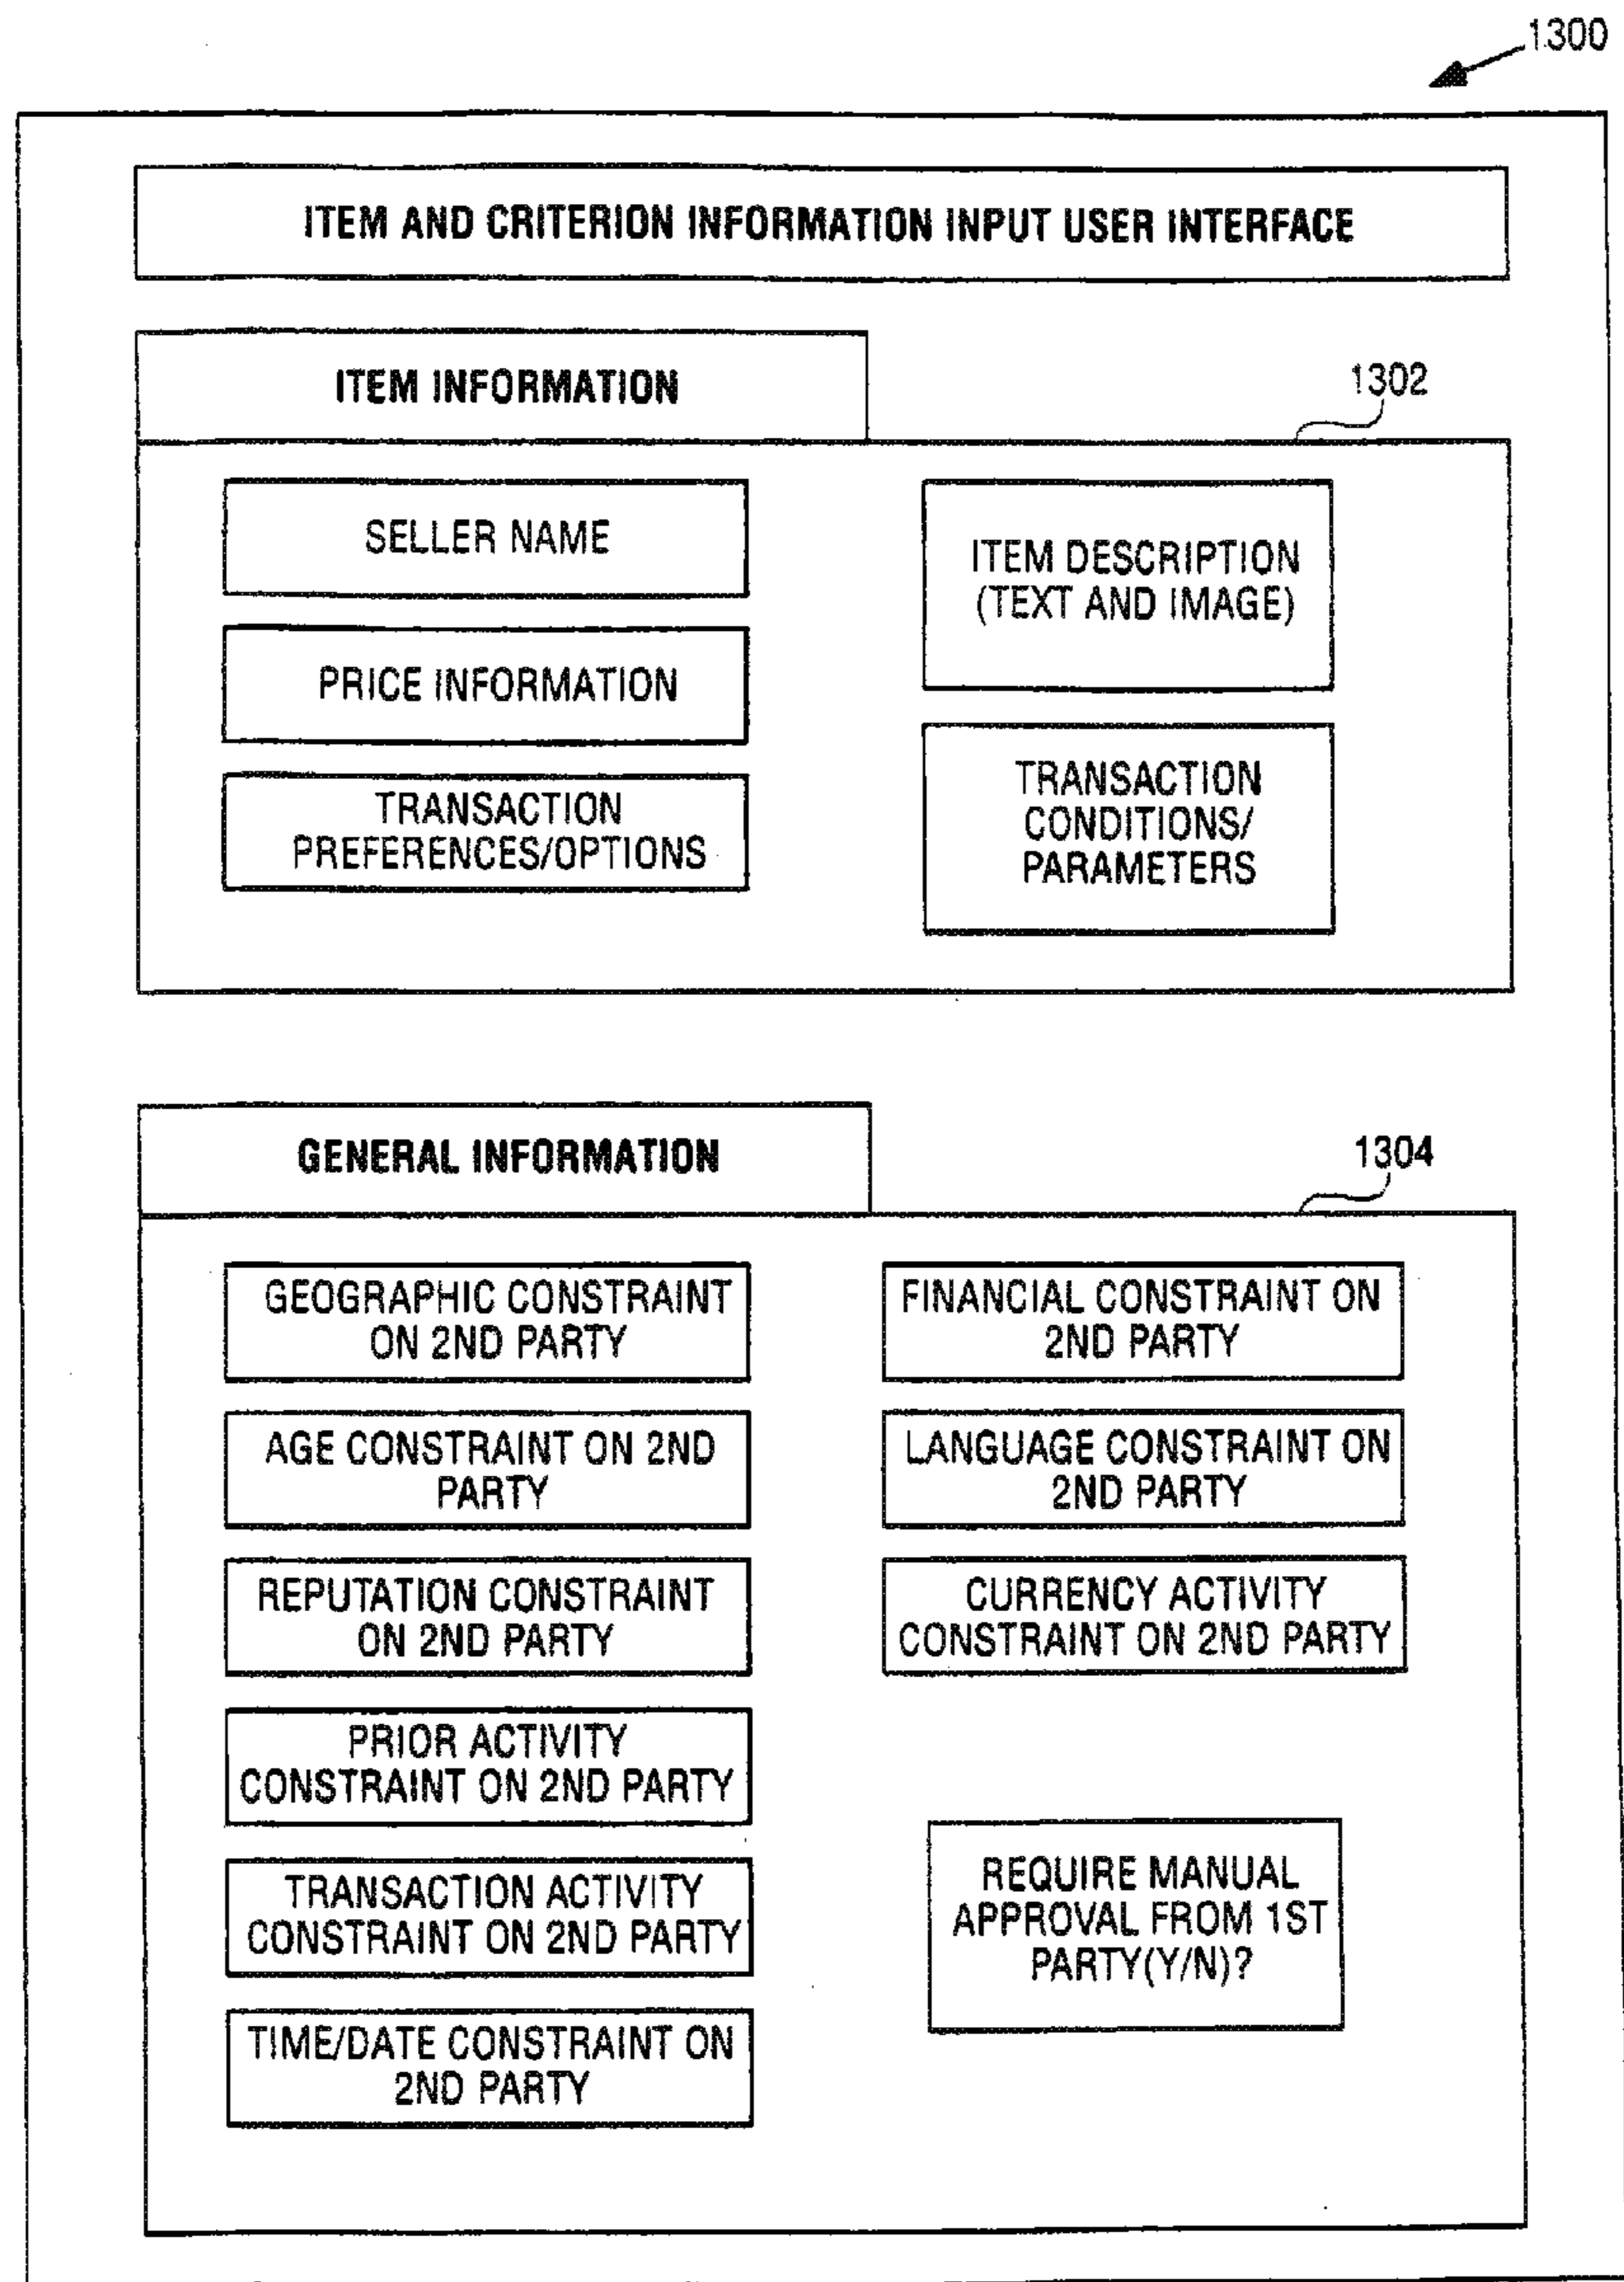 1300
ITEM AND CRITERION INFORMATION INPUT USER INTERFACE
ITEM INFORMATION
1302
SELLER NAME
PRICE INFORMATION
TRANSACTION
PREFERENCES/OPTIONS
ITEM DESCRIPTION
(TEXT AND IMAGE)
TRANSACTION
CONDITIONS/
PARAMETERS
GENERAL INFORMATION
1304
GEOGRAPHIC CONSTRAINT
ON 2ND PARTY
AGE CONSTRAINT ON 2ND
PARTY
REPUTATION CONSTRAINT
ON 2ND PARTY
PRIOR ACTIVITY
CONSTRAINT ON 2ND PARTY
TRANSACTION ACTIVITY
CONSTRAINT ON 2ND PARTY
TIME/DATE CONSTRAINT ON
2ND PARTY
FINANCIAL CONSTRAINT ON
2ND PARTY
LANGUAGE CONSTRAINT ON
2ND PARTY
CURRENCY ACTIVITY
CONSTRAINT ON 2ND PARTY
REQUIRE MANUAL
APPROVAL FROM 1ST
PARTY(Y/N)?